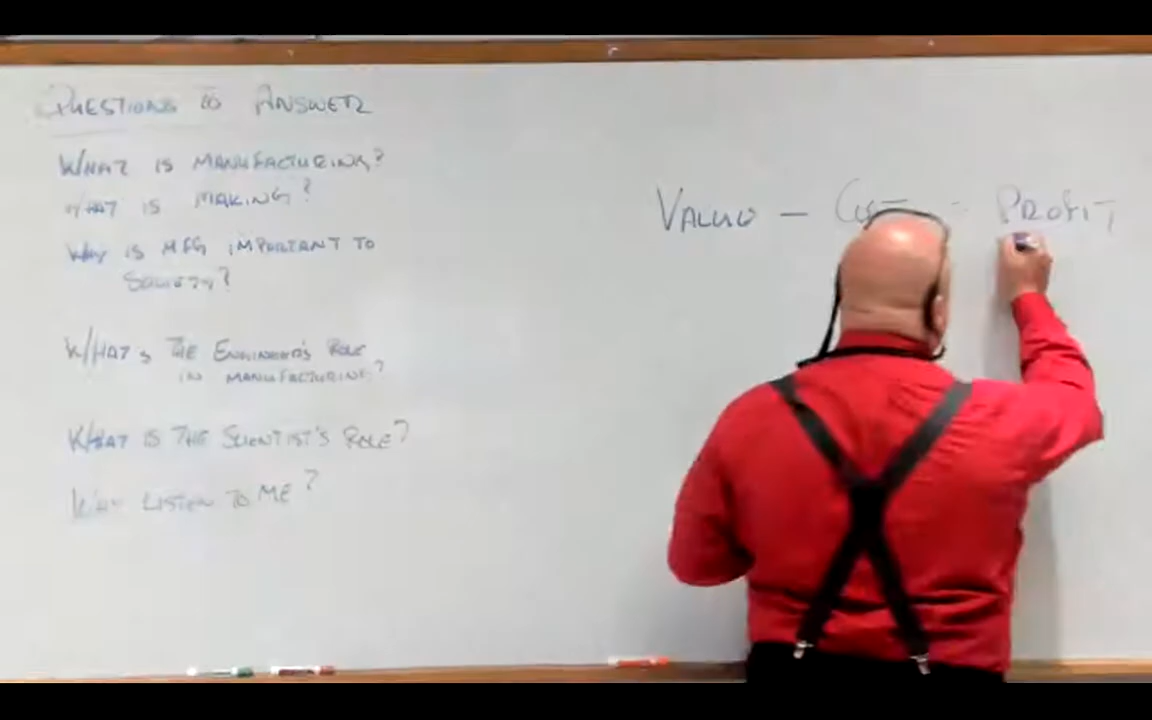 QUESTIONS TO ANSWER
WHAT IS MANUFACTURING?
WHAT IS MAKING?
WHY IS MFG IMPORTANT TO
SOCIETY?
WHAT IS THE ENGINEER'S ROLE
IN MANUFACTURING?
WHAT IS THE SCIENTIST'S ROLE?
WHY LISTEN TO ME?
VALUE - COST = PROFIT